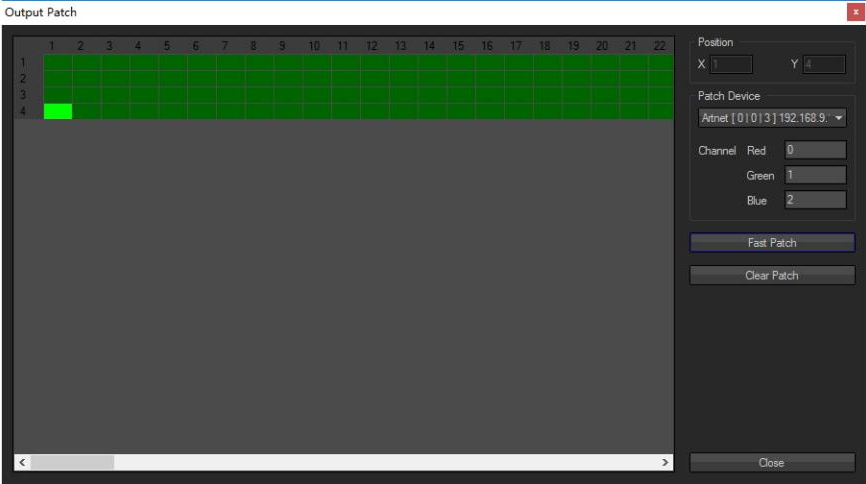 Output Patch
x
1 2 3 4 5 6 7 8 9 10 11 12 13 14 15 16 17 18 19 20 21 22
1
2
3
4
Position
X 1 Y 4
Patch Device
Artnet [ 0 | 0 | 3 ] 192.168.9.
Channel Red 0
Green 1
Blue 2
Fast Patch
Clear Patch
Close